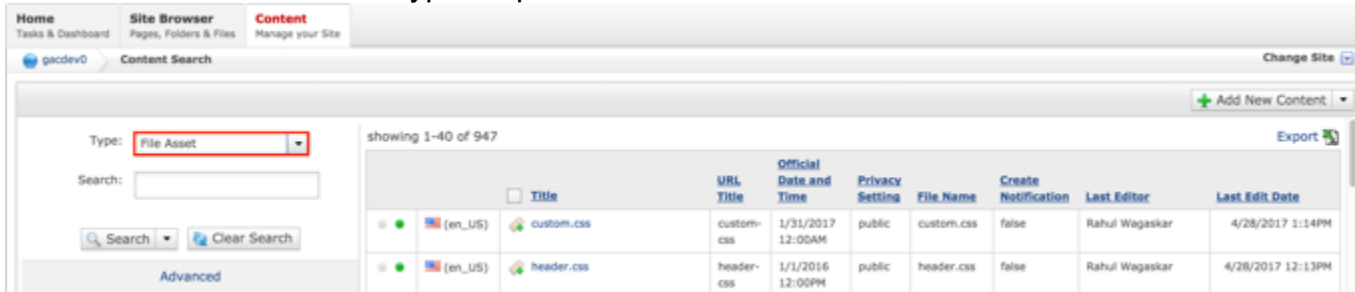 Home Site Browser Content
Tasks & Dashboard Pages, Folders & Files Manage your Site
gacdev0 Content Search Change Site
Add New Content
Type: File Asset
showing 1-40 of 947 Export
Search:
Title URL Title Official Date and Time Privacy Setting File Name Create Notification Last Editor Last Edit Date
(en_US) custom.css custom-css 1/31/2017 12:00AM public custom.css false Rahul Wagaskar 4/28/2017 1:14PM
Search Clear Search
(en_US) header.css header-css 1/1/2016 12:00PM public header.css false Rahul Wagaskar 4/28/2017 12:13PM
Advanced